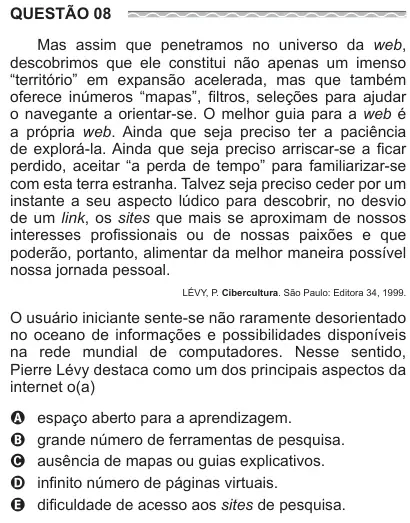 QUESTÃO 08
Mas assim que penetramos no universo da web,
descobrimos que ele constitui não apenas um imenso
“território” em expansão acelerada, mas que também
oferece inúmeros “mapas”, filtros, seleções para ajudar
o navegante a orientar-se. O melhor guia para a web é
a própria web. Ainda que seja preciso ter a paciência
de explorá-la. Ainda que seja preciso arriscar-se a ficar
perdido, aceitar “a perda de tempo” para familiarizar-se
com esta terra estranha. Talvez seja preciso ceder por um
instante a seu aspecto lúdico para descobrir, no desvio
de um link, os sites que mais se aproximam de nossos
interesses profissionais ou de nossas paixões e que
poderão, portanto, alimentar da melhor maneira possível
nossa jornada pessoal.
LÉVY, P. Cibercultura. São Paulo: Editora 34, 1999.
O usuário iniciante sente-se não raramente desorientado
no oceano de informações e possibilidades disponíveis
na rede mundial de computadores. Nesse sentido,
Pierre Lévy destaca como um dos principais aspectos da
internet o(a)
A espaço aberto para a aprendizagem.
B grande número de ferramentas de pesquisa.
C ausência de mapas ou guias explicativos.
D infinito número de páginas virtuais.
E dificuldade de acesso aos sites de pesquisa.